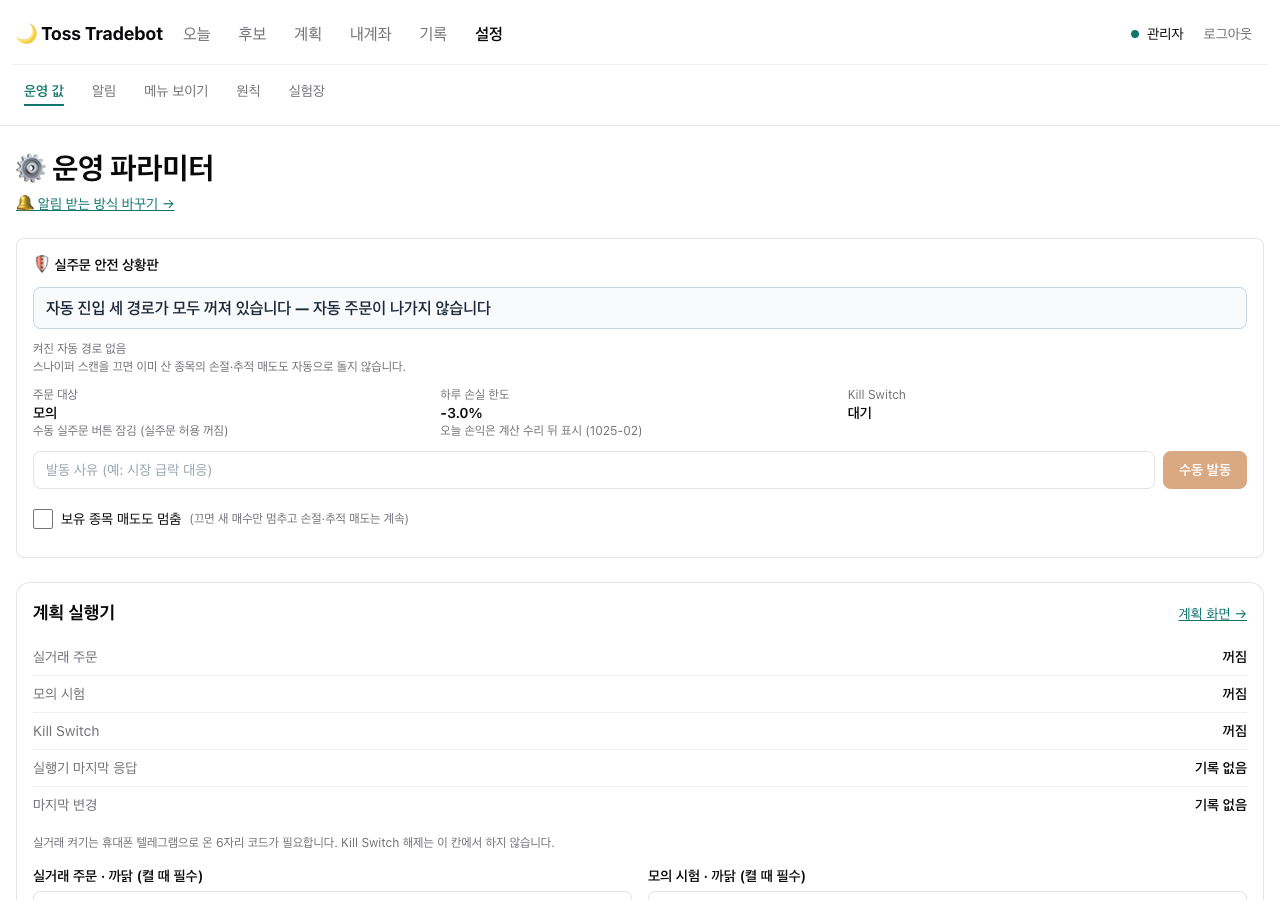 🌙 Toss Tradebot 오늘 후보 계획 내계좌 기록 설정 관리자 로그아웃
운영 값 알림 메뉴 보이기 원칙 실험장
⚙️ 운영 파라미터
🔔 알림 받는 방식 바꾸기 →
🛡️ 실주문 안전 상황판
자동 진입 세 경로가 모두 꺼져 있습니다 — 자동 주문이 나가지 않습니다
켜진 자동 경로 없음
스나이퍼 스캔을 끄면 이미 산 종목의 손절·추적 매도도 자동으로 돌지 않습니다.
주문 대상 하루 손실 한도 Kill Switch
모의 -3.0% 대기
수동 실주문 버튼 잠김 (실주문 허용 꺼짐) 오늘 손익은 계산 수리 뒤 표시 (1025-02)
발동 사유 (예: 시장 급락 대응) 수동 발동
보유 종목 매도도 멈춤 (끄면 새 매수만 멈추고 손절·추적 매도는 계속)
계획 실행기 계획 화면 →
실거래 주문 꺼짐
모의 시험 꺼짐
Kill Switch 꺼짐
실행기 마지막 응답 기록 없음
마지막 변경 기록 없음
실거래 켜기는 휴대폰 텔레그램으로 온 6자리 코드가 필요합니다. Kill Switch 해제는 이 칸에서 하지 않습니다.
실거래 주문 · 까닭 (켤 때 필수) 모의 시험 · 까닭 (켤 때 필수)